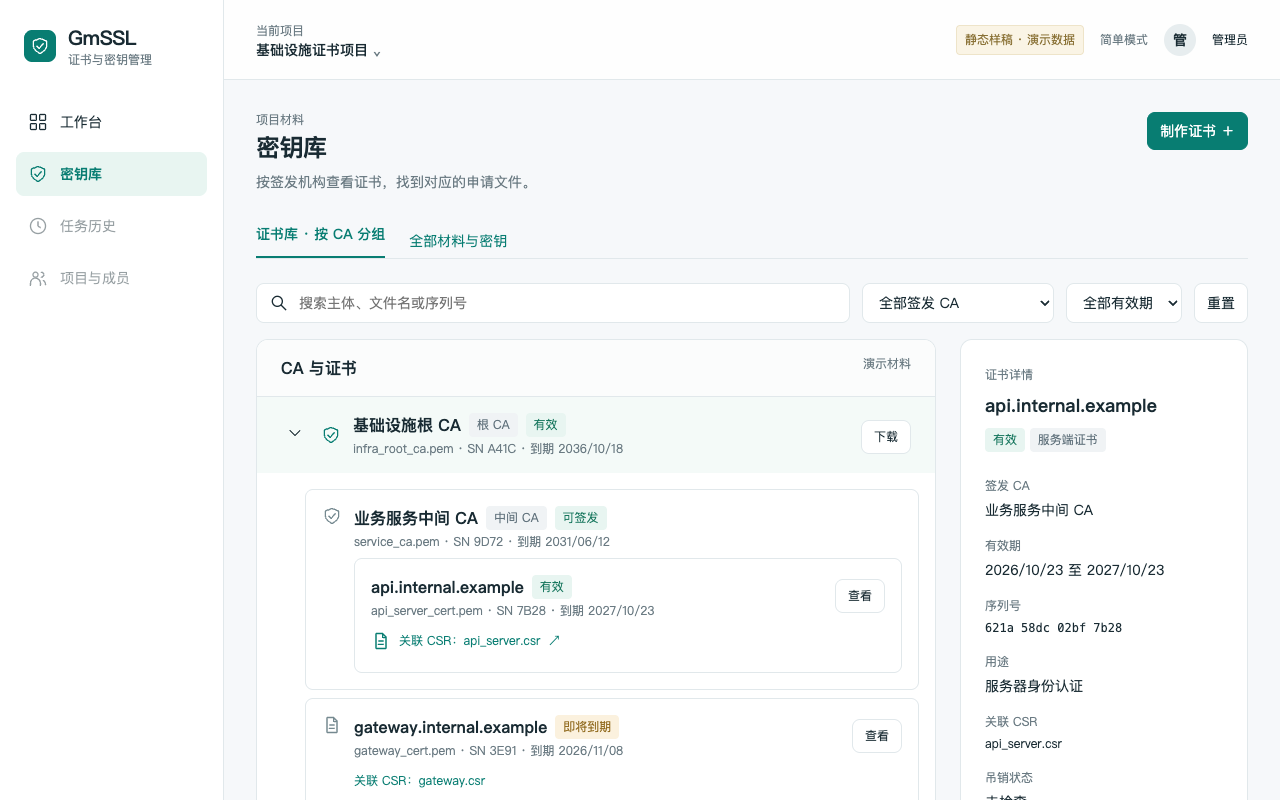 GmSSL
证书与密钥管理
工作台
密钥库
任务历史
项目与成员
当前项目
基础设施证书项目
静态样稿 · 演示数据
简单模式
管
管理员
项目材料
密钥库
按签发机构查看证书，找到对应的申请文件。
制作证书 +
证书库 · 按 CA 分组
全部材料与密钥
搜索主体、文件名或序列号
全部签发 CA
全部有效期
重置
CA 与证书
演示材料
基础设施根 CA 根 CA 有效
infra_root_ca.pem · SN A41C · 到期 2036/10/18
下载
业务服务中间 CA 中间 CA 可签发
service_ca.pem · SN 9D72 · 到期 2031/06/12
api.internal.example 有效
api_server_cert.pem · SN 7B28 · 到期 2027/10/23
查看
关联 CSR：api_server.csr ↗
gateway.internal.example 即将到期
gateway_cert.pem · SN 3E91 · 到期 2026/11/08
查看
关联 CSR：gateway.csr
证书详情
api.internal.example
有效 服务端证书
签发 CA
业务服务中间 CA
有效期
2026/10/23 至 2027/10/23
序列号
621a 58dc 02bf 7b28
用途
服务器身份认证
关联 CSR
api_server.csr
吊销状态